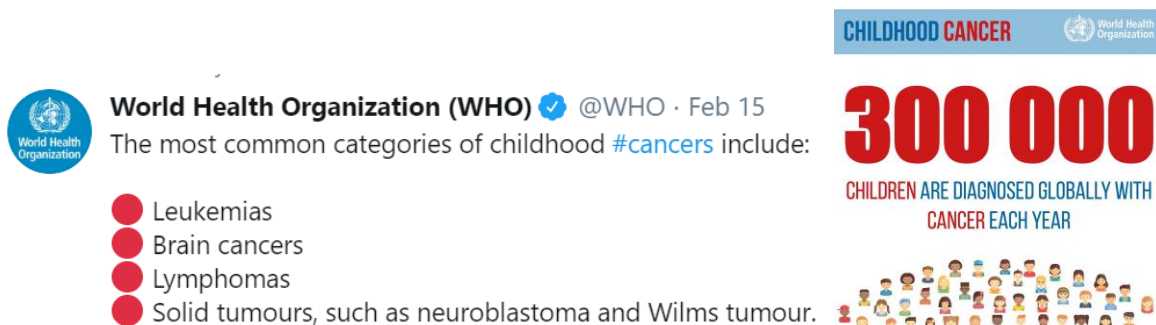 World Health Organization (WHO) @WHO · Feb 15
The most common categories of childhood #cancers include:
Leukemias
Brain cancers
Lymphomas
Solid tumours, such as neuroblastoma and Wilms tumour.
World Health
Organization
CHILDHOOD CANCER
World Health
Organization
300 000
CHILDREN ARE DIAGNOSED GLOBALLY WITH
CANCER EACH YEAR